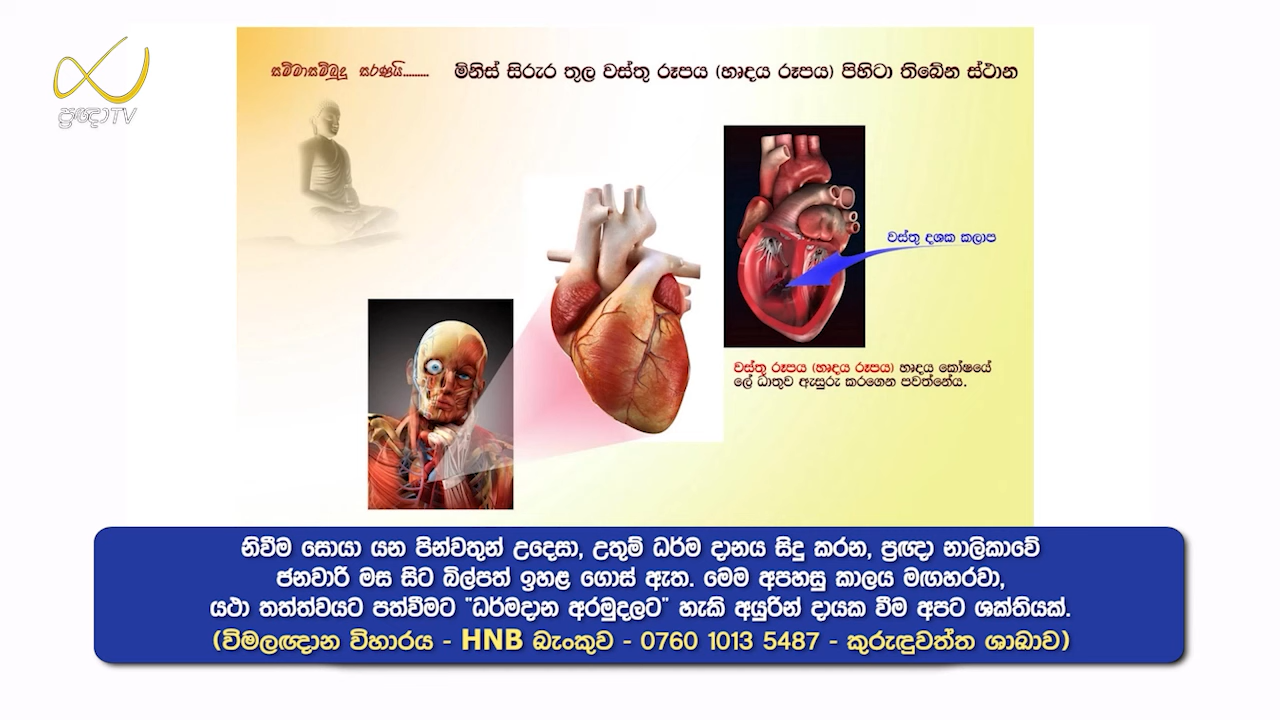 ප්‍රඥාTV
සම්මාසම්බුදු සරණයි.........
මිනිස් සිරුර තුල වස්තු රූපය (හෘදය රූපය) පිහිටා තිබේන ස්ථාන
වස්තු දශක කලාප
වස්තු රූපය (හෘදය රූපය) හෘදය කෝෂයේ
ලේ ධාතුව ඇසුරු කරගෙන පවත්නේය.
නිවීම සොයා යන පින්වතුන් උදෙසා, උතුම් ධර්ම දානය සිදු කරන, ප්‍රඥා නාලිකාවේ
ජනවාරි මස සිට බිල්පත් ඉහළ ගොස් ඇත. මෙම අපහසු කාලය මඟහරවා,
යථා තත්ත්වයට පත්වීමට "ධර්මදාන අරමුදලට" හැකි අයුරින් දායක වීම අපට ශක්තියක්.
(විමලඥාන විහාරය - HNB බැංකුව - 0760 1013 5487 - කුරුඳුවත්ත ශාඛාව)